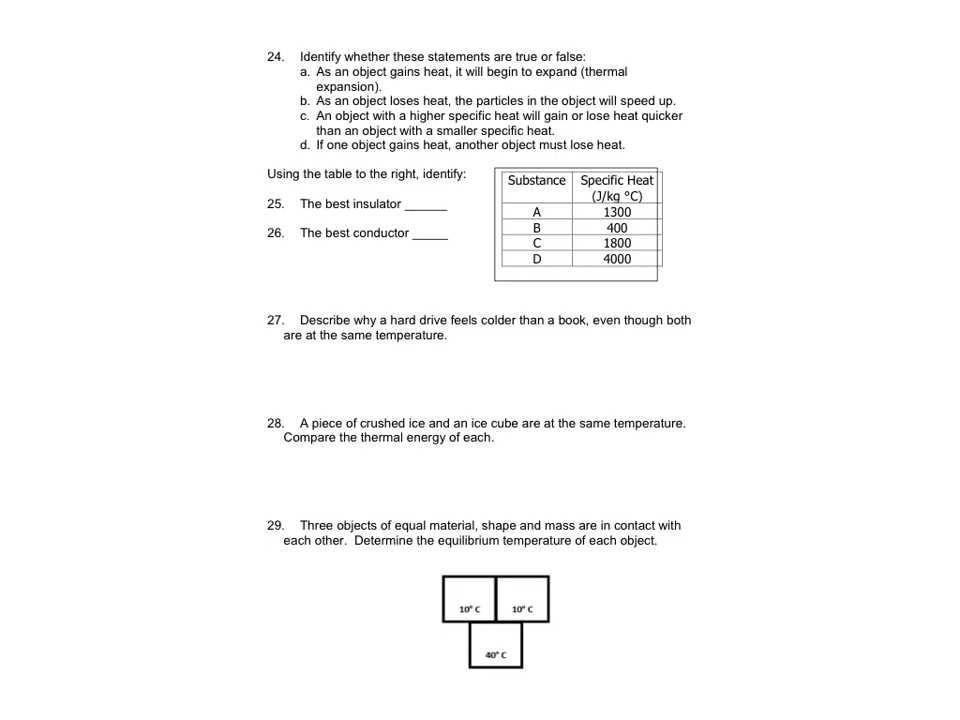 24. Identify whether these statements are true or false:
a. As an object gains heat, it will begin to expand (thermal
expansion).
b. As an object loses heat, the particles in the object will speed up.
c. An object with a higher specific heat will gain or lose heat quicker
than an object with a smaller specific heat.
d. If one object gains heat, another object must lose heat.
Using the table to the right, identify:
25. The best insulator ______
26. The best conductor _____
Substance Specific Heat
(J/kg °C)
A 1300
B 400
C 1800
D 4000
27. Describe why a hard drive feels colder than a book, even though both
are at the same temperature.
28. A piece of crushed ice and an ice cube are at the same temperature.
Compare the thermal energy of each.
29. Three objects of equal material, shape and mass are in contact with
each other. Determine the equilibrium temperature of each object.
10° C 10° C
40° C